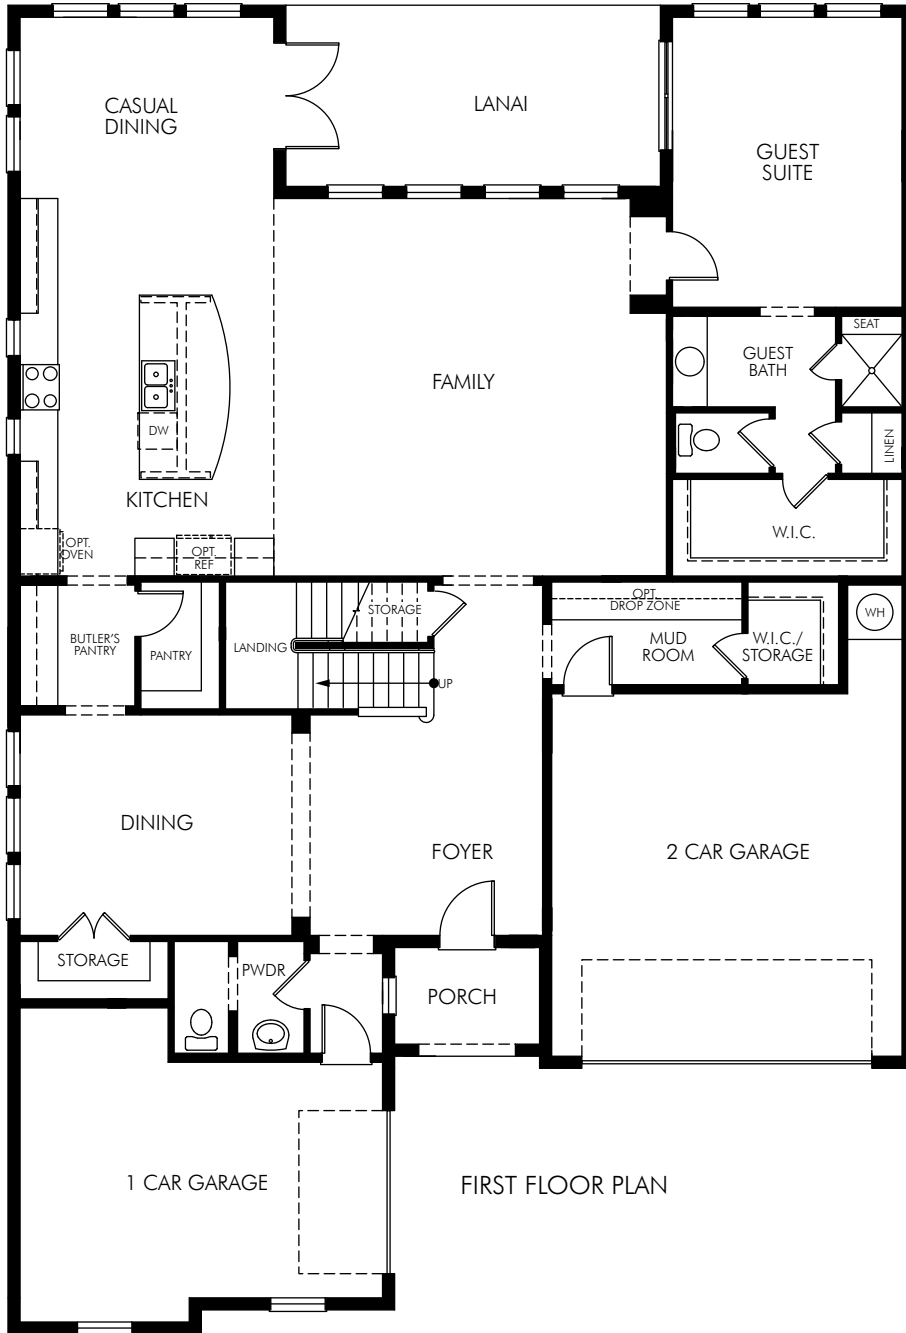 CASUAL
DINING
LANAI
GUEST
SUITE
SEAT
GUEST
BATH
FAMILY
DW
LINEN
KITCHEN
W.I.C.
OPT.
OVEN
OPT.
REF
OPT.
DROP ZONE
STORAGE
WH
BUTLER'S
PANTRY
PANTRY
LANDING
MUD
ROOM
W.I.C./
STORAGE
UP
DINING
FOYER
2 CAR GARAGE
STORAGE
PWDR
PORCH
1 CAR GARAGE
FIRST FLOOR PLAN